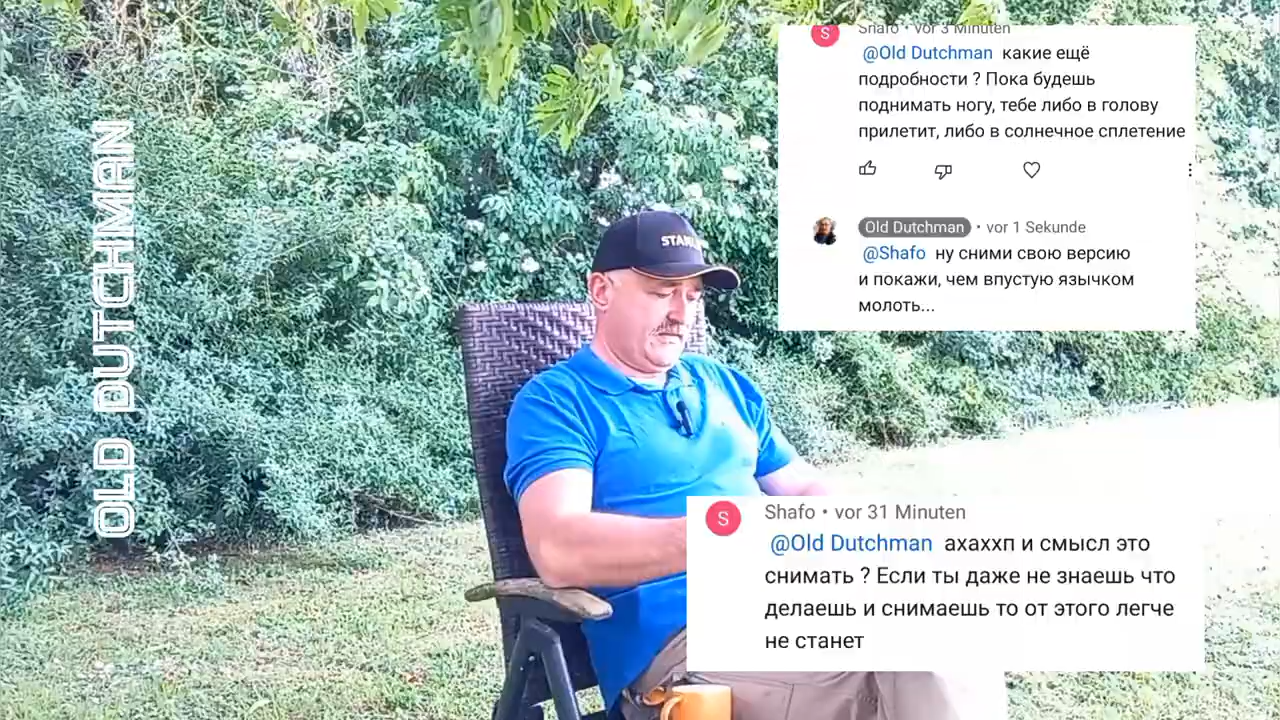 OLD DUTCHMAN
Shafo • vor 3 Minuten
@Old Dutchman какие ещё
подробности ? Пока будешь
поднимать ногу, тебе либо в голову
прилетит, либо в солнечное сплетение
Old Dutchman • vor 1 Sekunde
@Shafo ну сними свою версию
и покажи, чем впустую язычком
молоть...
S
Shafo • vor 31 Minuten
@Old Dutchman ахаххп и смысл это
снимать ? Если ты даже не знаешь что
делаешь и снимаешь то от этого легче
не станет